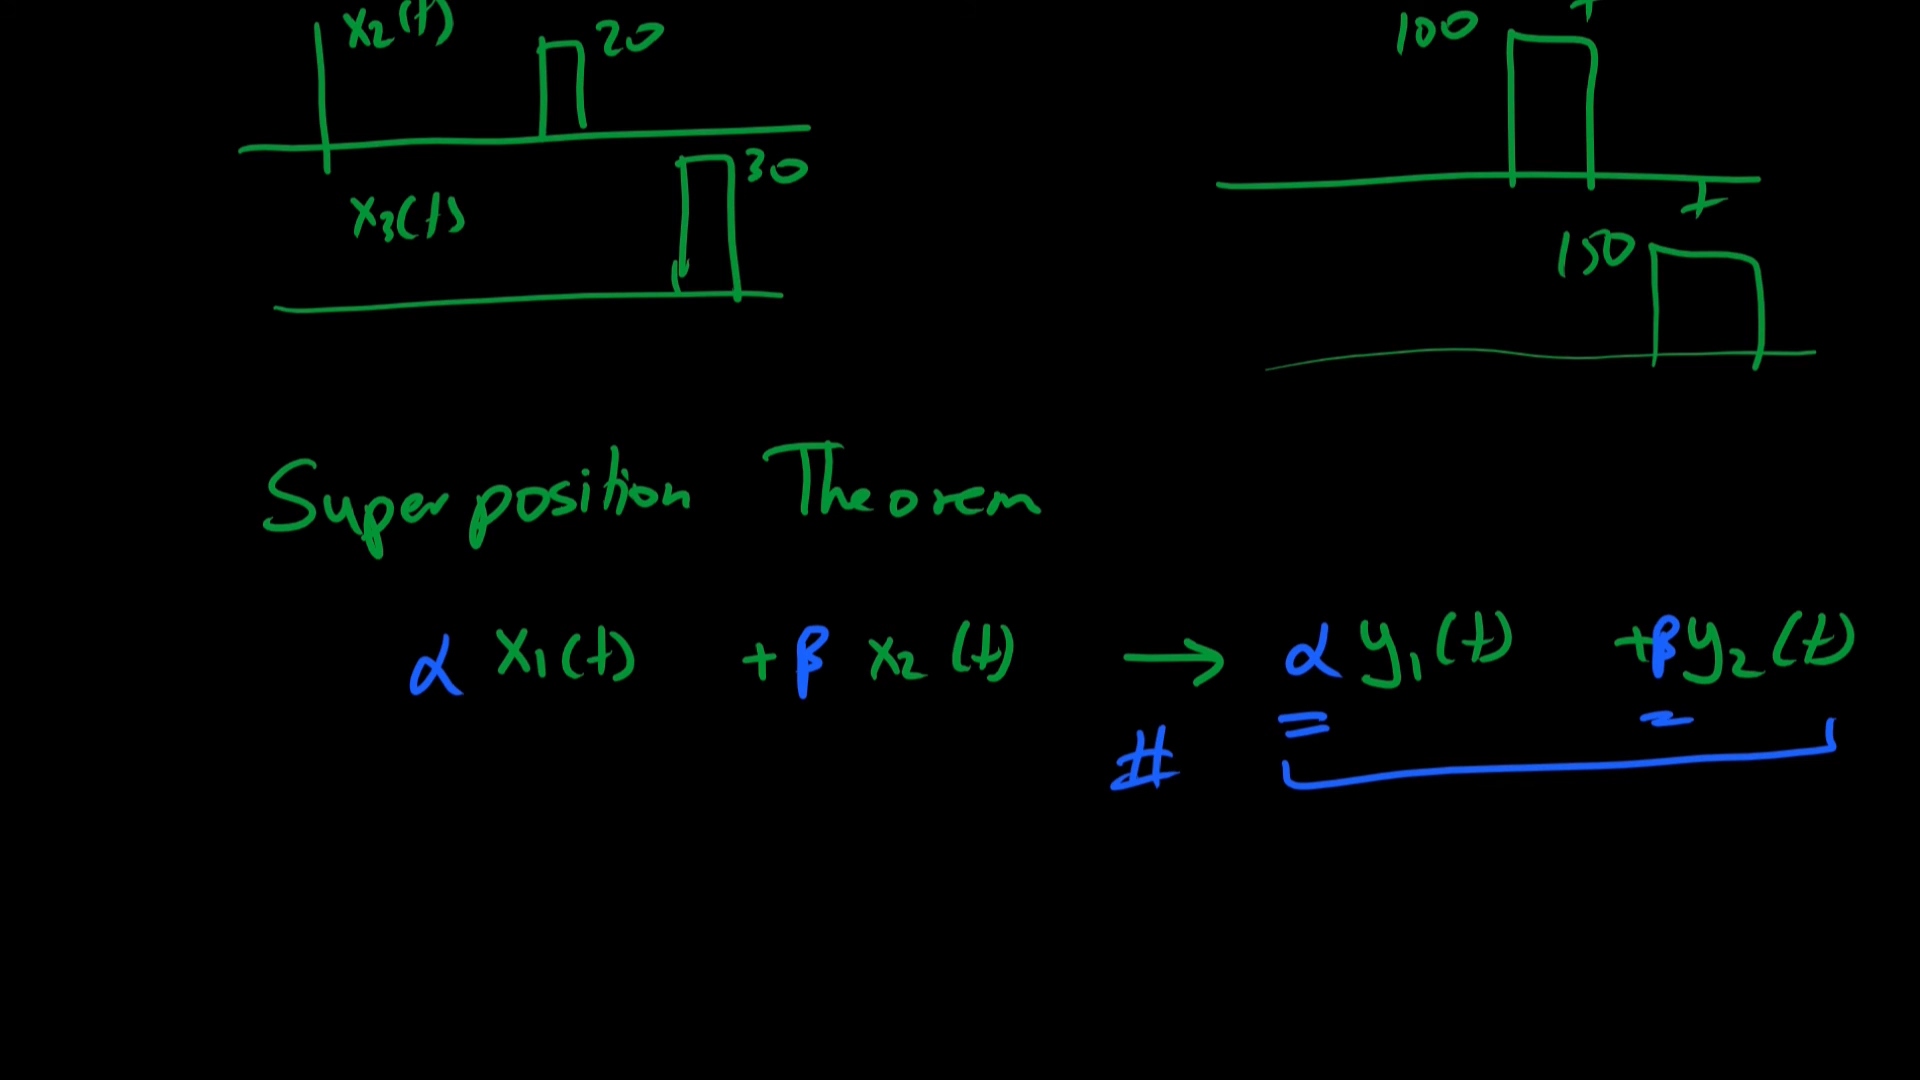 x2(t) 20 100 +
30
x3(t) +
150
Superposition Theorem
α x1(t) + β x2(t) → α y1(t) + β y2(t)
#